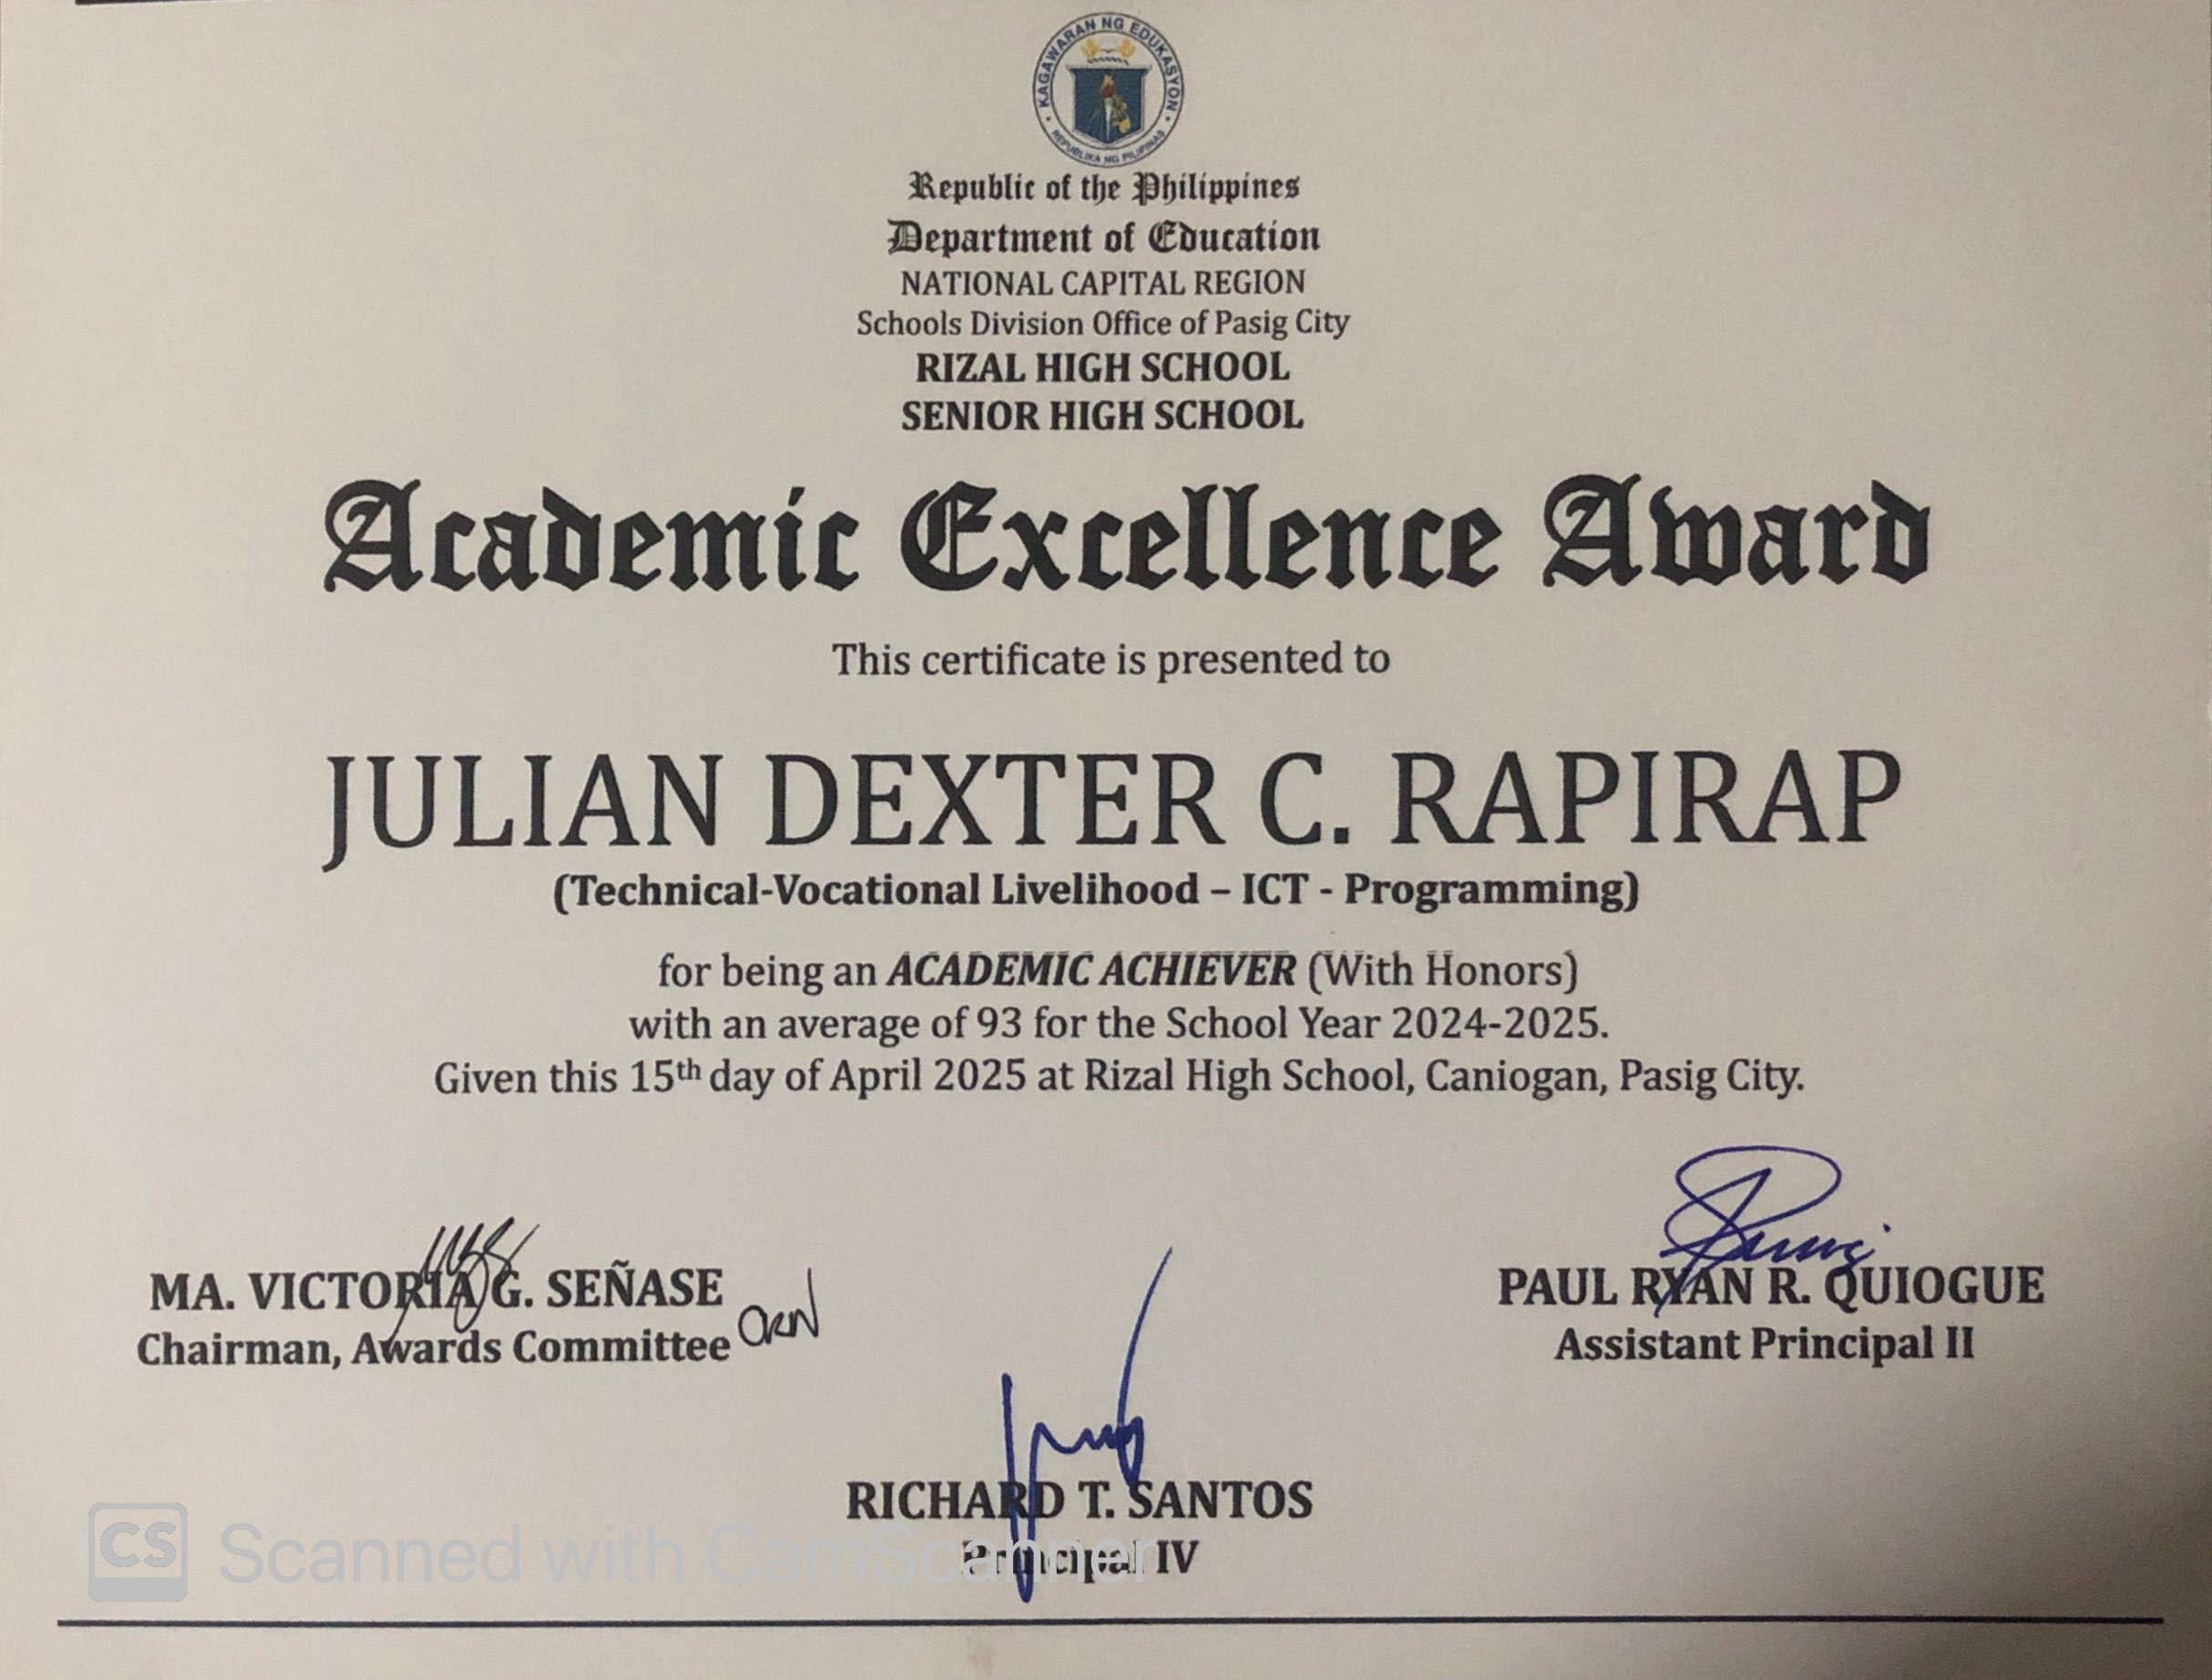 KAGAWARAN NG EDUKASYON
REPUBLIKA NG PILIPINAS
Republic of the Philippines
Department of Education
NATIONAL CAPITAL REGION
Schools Division Office of Pasig City
RIZAL HIGH SCHOOL
SENIOR HIGH SCHOOL
Academic Excellence Award
This certificate is presented to
JULIAN DEXTER C. RAPIRAP
(Technical-Vocational Livelihood – ICT - Programming)
for being an ACADEMIC ACHIEVER (With Honors)
with an average of 93 for the School Year 2024-2025.
Given this 15th day of April 2025 at Rizal High School, Caniogan, Pasig City.
MA. VICTORIA G. SEÑASE
Chairman, Awards Committee
PAUL RYAN R. QUIOGUE
Assistant Principal II
RICHARD T. SANTOS
Principal IV
CS Scanned with CamScanner